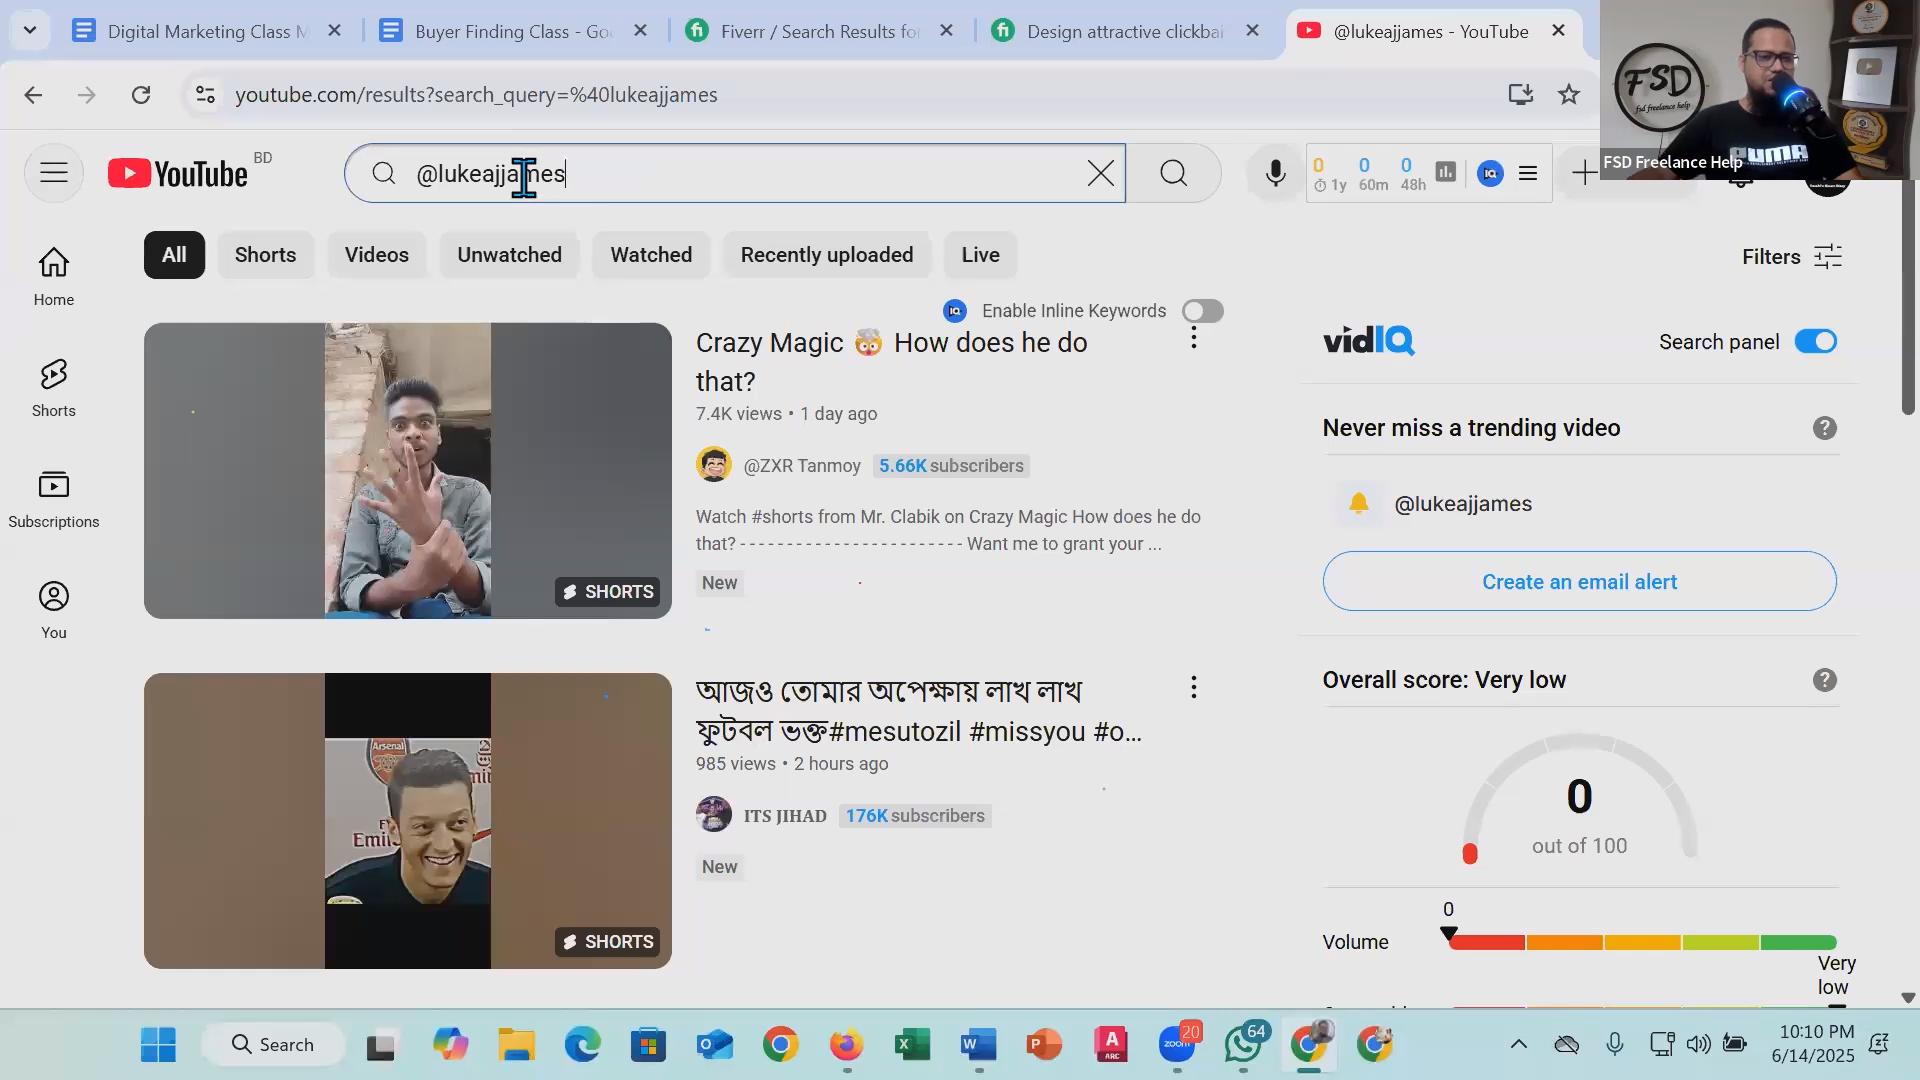 Digital Marketing Class M
Buyer Finding Class - Go
Fiverr / Search Results fo
Design attractive clickbai
@lukeajjames - YouTube
youtube.com/results?search_query=%40lukeajjames
FSD
fsd freelance help
PUMA
FSD Freelance Help
YouTube BD
@lukeajjames
0 0 0
1y 60m 48h
All Shorts Videos Unwatched Watched Recently uploaded Live
Filters
Home
Shorts
Subscriptions
You
Enable Inline Keywords
Crazy Magic 🤯 How does he do
that?
7.4K views • 1 day ago
@ZXR Tanmoy 5.66K subscribers
Watch #shorts from Mr. Clabik on Crazy Magic How does he do
that? - - - - - - - - - - - - - - - - - - - - - - - - Want me to grant your ...
New
SHORTS
আজও তোমার অপেক্ষায় লাখ লাখ
ফুটবল ভক্ত#mesutozil #missyou #o...
985 views • 2 hours ago
ITS JIHAD 176K subscribers
New
Arsenal
SHORTS
vidIQ
Search panel
Never miss a trending video
@lukeajjames
Create an email alert
Overall score: Very low
0
out of 100
0
Volume
Very
low
Search
20
zoom
64
ARC
10:10 PM
6/14/2025